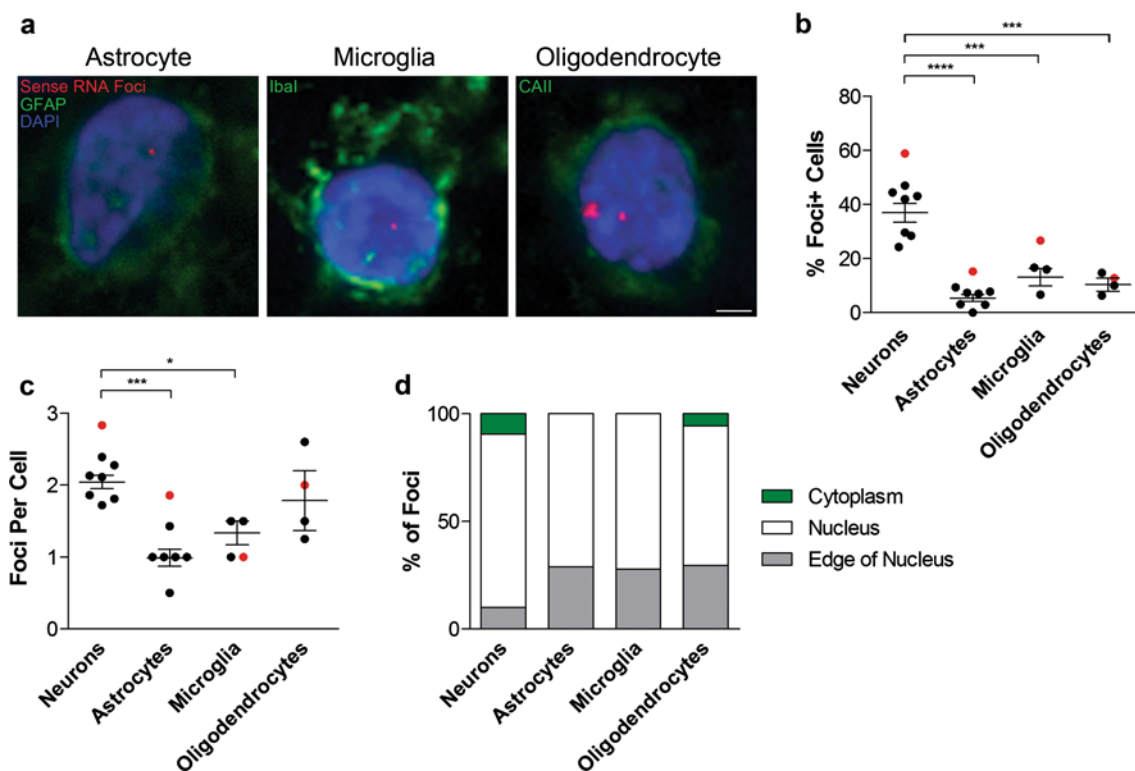 a
Astrocyte
Microglia
Oligodendrocyte
Sense RNA Foci
GFAP
DAPI
IbaI
CAII
b
***
***
****
% Foci+ Cells
80
60
40
20
0
Neurons
Astrocytes
Microglia
Oligodendrocytes
c
*
***
Foci Per Cell
3
2
1
0
Neurons
Astrocytes
Microglia
Oligodendrocytes
d
% of Foci
100
50
0
Neurons
Astrocytes
Microglia
Oligodendrocytes
Cytoplasm
Nucleus
Edge of Nucleus